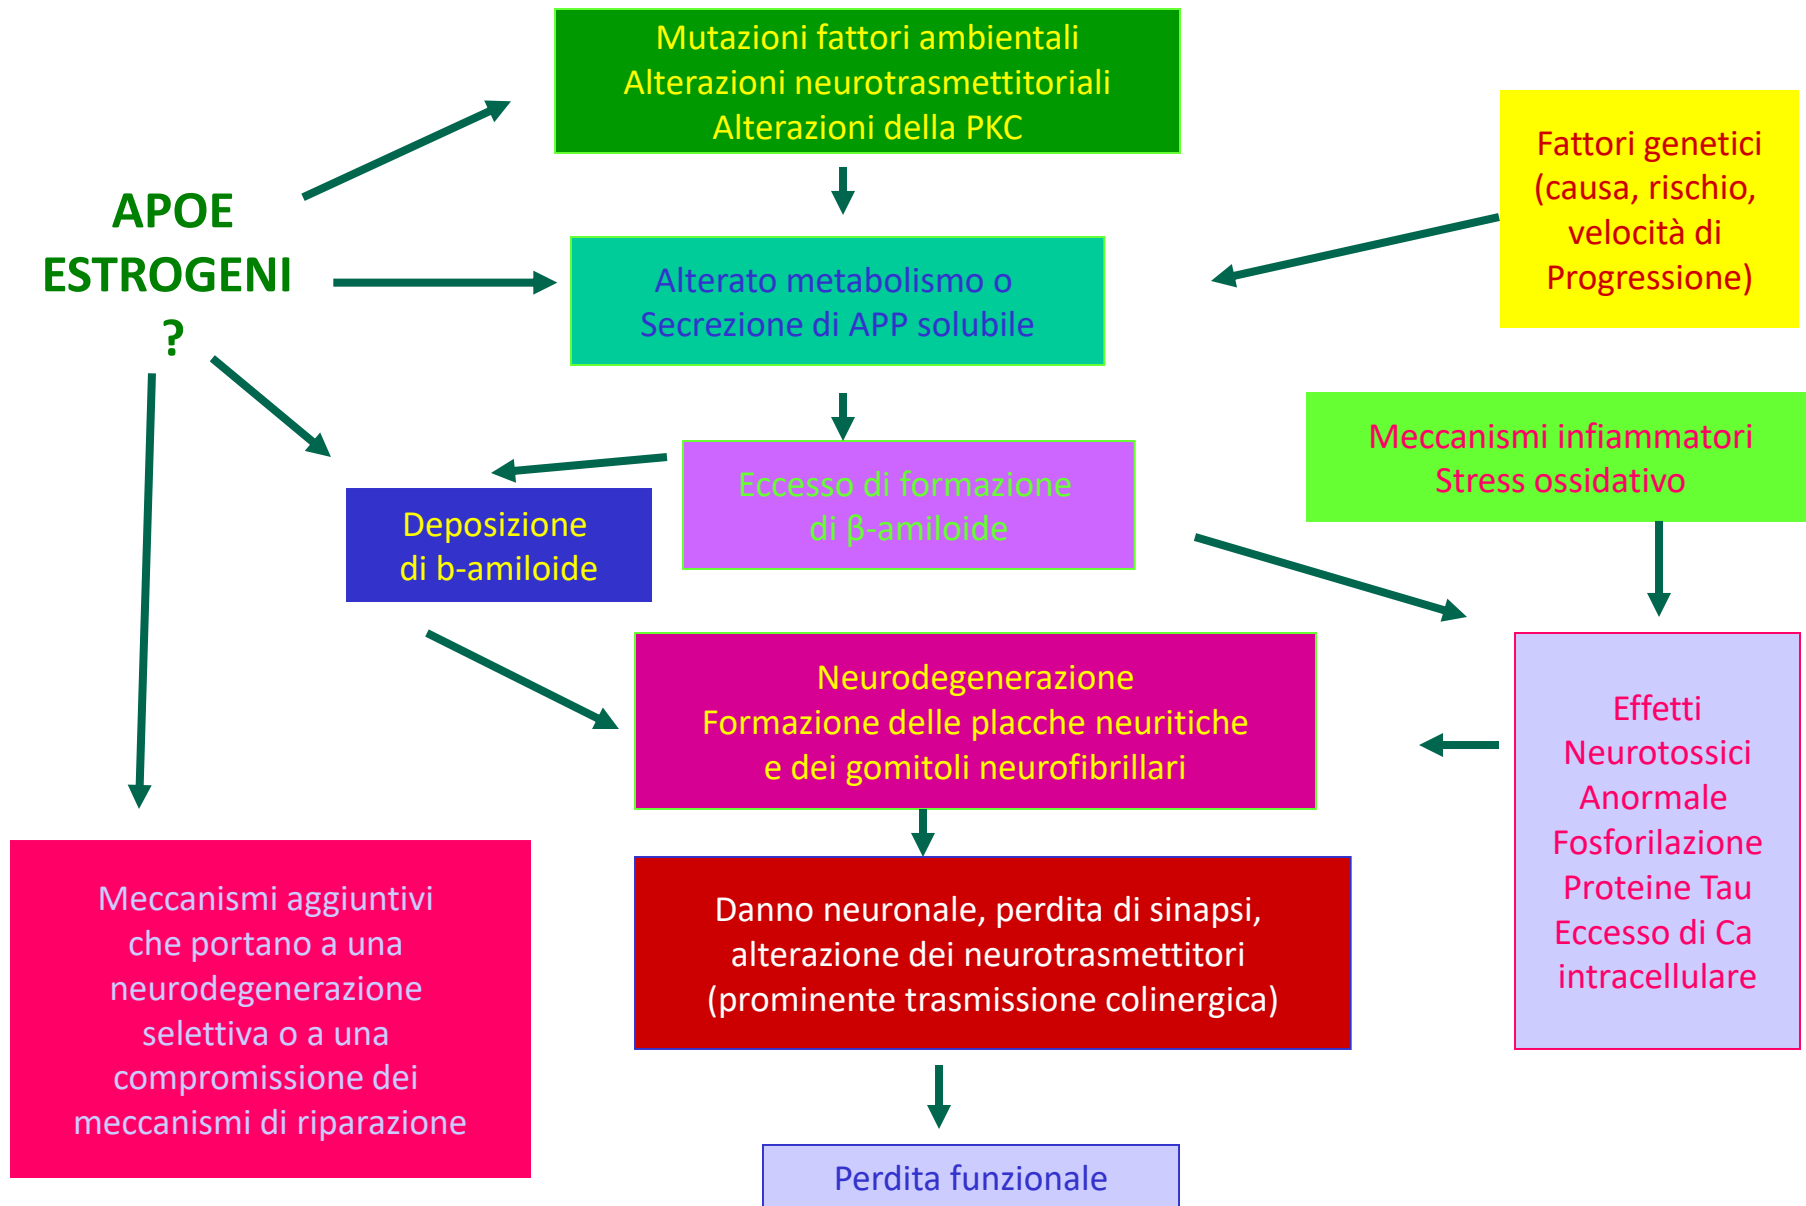 Mutazioni fattori ambientali
Alterazioni neurotrasmettitoriali
Alterazioni della PKC
Fattori genetici
(causa, rischio,
velocità di
Progressione)
APOE
ESTROGENI
?
Alterato metabolismo o
Secrezione di APP solubile
Meccanismi infiammatori
Stress ossidativo
Eccesso di formazione
di β-amiloide
Deposizione
di b-amiloide
Neurodegenerazione
Formazione delle placche neuritiche
e dei gomitoli neurofibrillari
Effetti
Neurotossici
Anormale
Fosforilazione
Proteine Tau
Eccesso di Ca
intracellulare
Meccanismi aggiuntivi
che portano a una
neurodegenerazione
selettiva o a una
compromissione dei
meccanismi di riparazione
Danno neuronale, perdita di sinapsi,
alterazione dei neurotrasmettitori
(prominente trasmissione colinergica)
Perdita funzionale